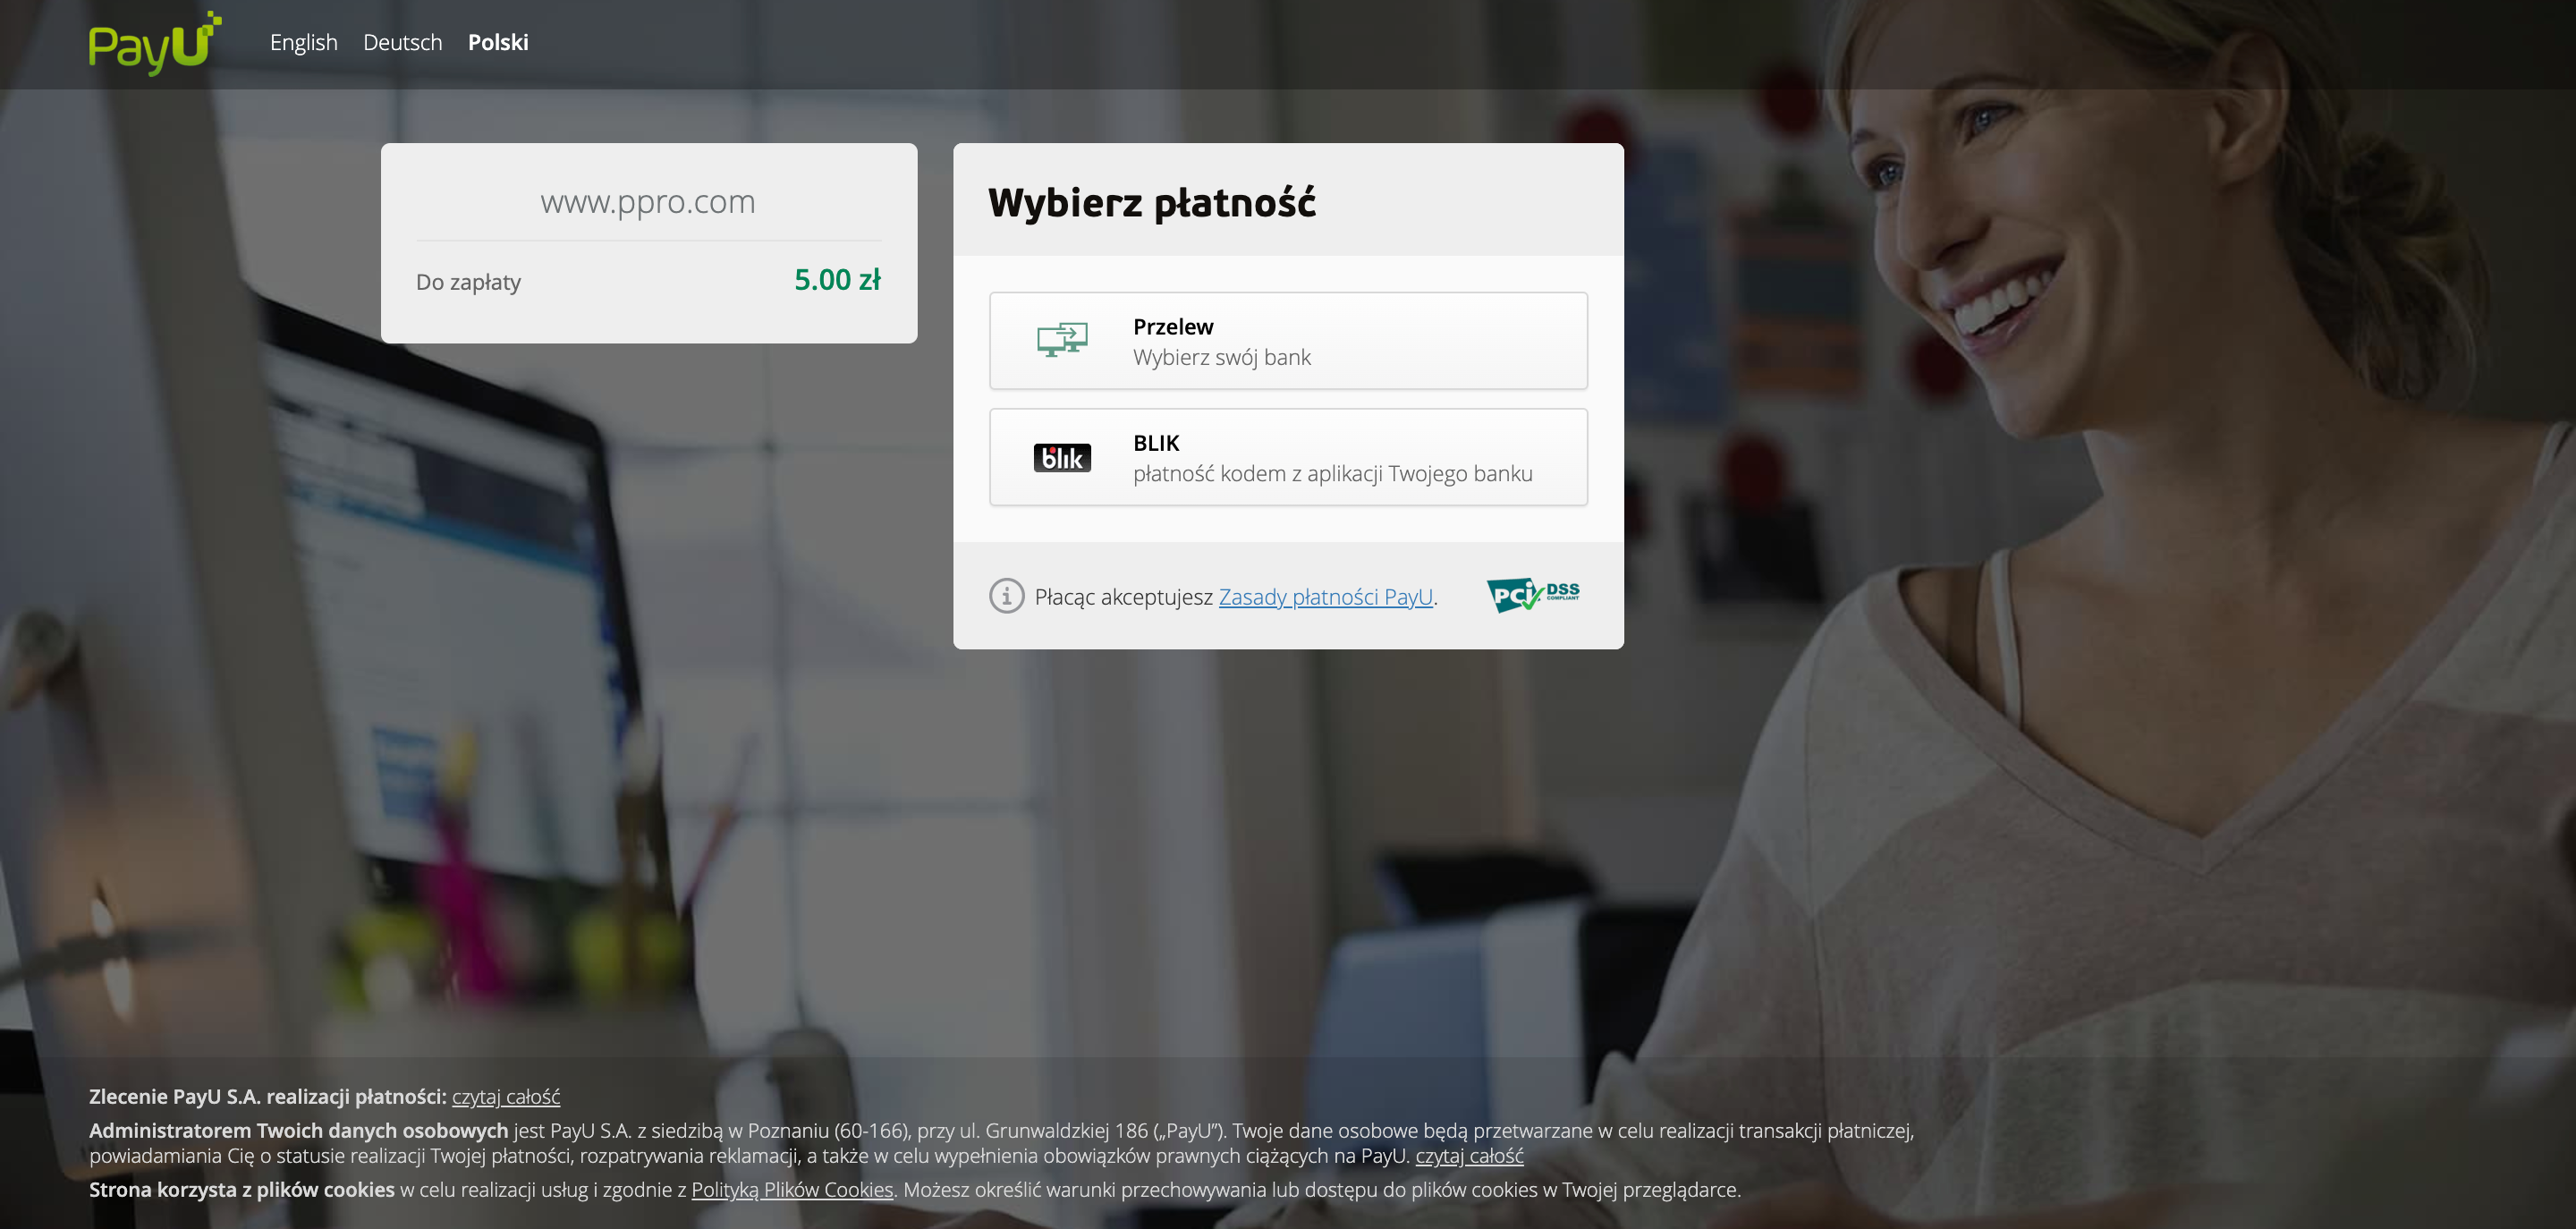 PayU
English Deutsch Polski
www.ppro.com
Do zapłaty 5.00 zł
Wybierz płatność
Przelew
Wybierz swój bank
blik
BLIK
płatność kodem z aplikacji Twojego banku
Płacąc akceptujesz Zasady płatności PayU.
PCI DSS
COMPLIANT
Zlecenie PayU S.A. realizacji płatności: czytaj całość
Administratorem Twoich danych osobowych jest PayU S.A. z siedzibą w Poznaniu (60-166), przy ul. Grunwaldzkiej 186 („PayU”). Twoje dane osobowe będą przetwarzane w celu realizacji transakcji płatniczej,
powiadamiania Cię o statusie realizacji Twojej płatności, rozpatrywania reklamacji, a także w celu wypełnienia obowiązków prawnych ciążących na PayU. czytaj całość
Strona korzysta z plików cookies w celu realizacji usług i zgodnie z Polityką Plików Cookies. Możesz określić warunki przechowywania lub dostępu do plików cookies w Twojej przeglądarce.